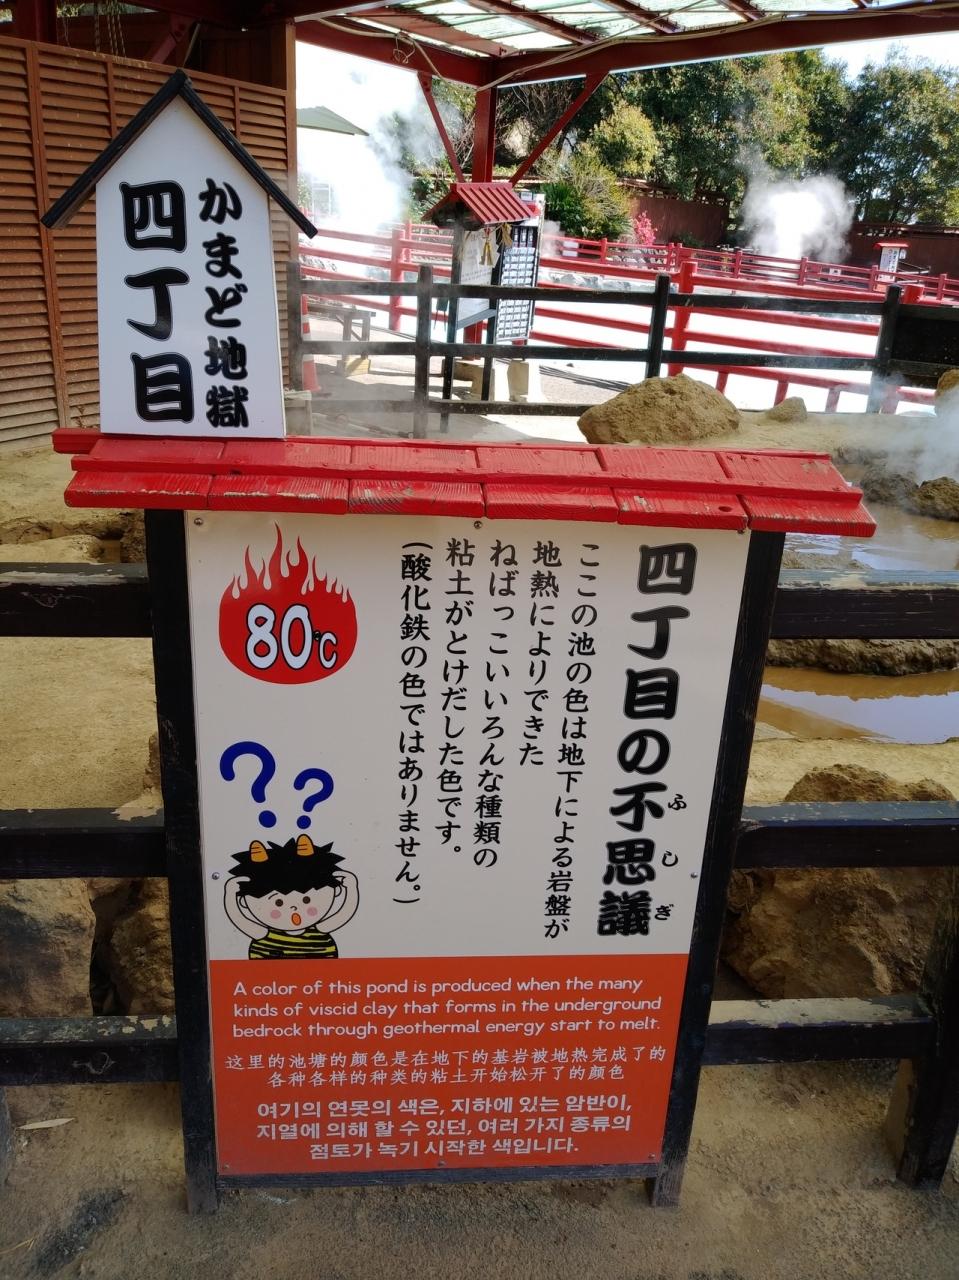 かまど地獄
四丁目
四丁目の不思議
ふしぎ
ここの池の色は地下による岩盤が
地熱によりできた
ねばっこいいろんな種類の
粘土がとけだした色です。
(酸化鉄の色ではありません。)
80℃
??
A color of this pond is produced when the many
kinds of viscid clay that forms in the underground
bedrock through geothermal energy start to melt.
这里的池塘的颜色是在地下的基岩被地热完成了的
各种各样的种类的粘土开始松开了的颜色
여기의 연못의 색은, 지하에 있는 암반이,
지열에 의해 할 수 있던, 여러 가지 종류의
점토가 녹기 시작한 색입니다.